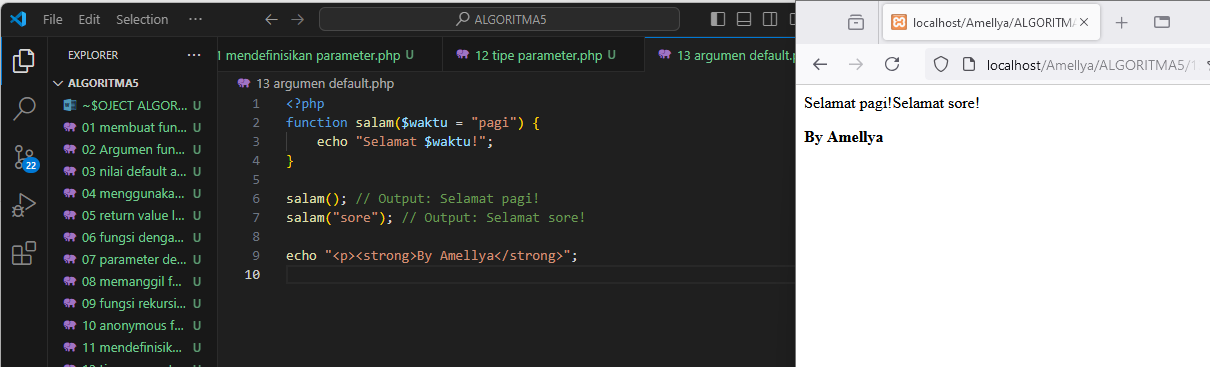 File Edit Selection ··· ALGORITMA5
EXPLORER ···
ALGORITMA5
~$OJECT ALGOR... U
01 membuat fun... U
02 Argumen fun... U
03 nilai default a... U
04 menggunaka... U
05 return value l... U
06 fungsi denga... U
07 parameter de... U
08 memanggil f... U
09 fungsi rekursi... U
10 anonymous f... U
11 mendefinisik... U
22
1 mendefinisikan parameter.php U
12 tipe parameter.php U
13 argumen default.p
13 argumen default.php
1 <?php
2 function salam($waktu = "pagi") {
3 echo "Selamat $waktu!";
4 }
5
6 salam(); // Output: Selamat pagi!
7 salam("sore"); // Output: Selamat sore!
8
9 echo "<p><strong>By Amellya</strong>";
10
localhost/Amellya/ALGORITMA
localhost/Amellya/ALGORITMA5/1
Selamat pagi!Selamat sore!
By Amellya